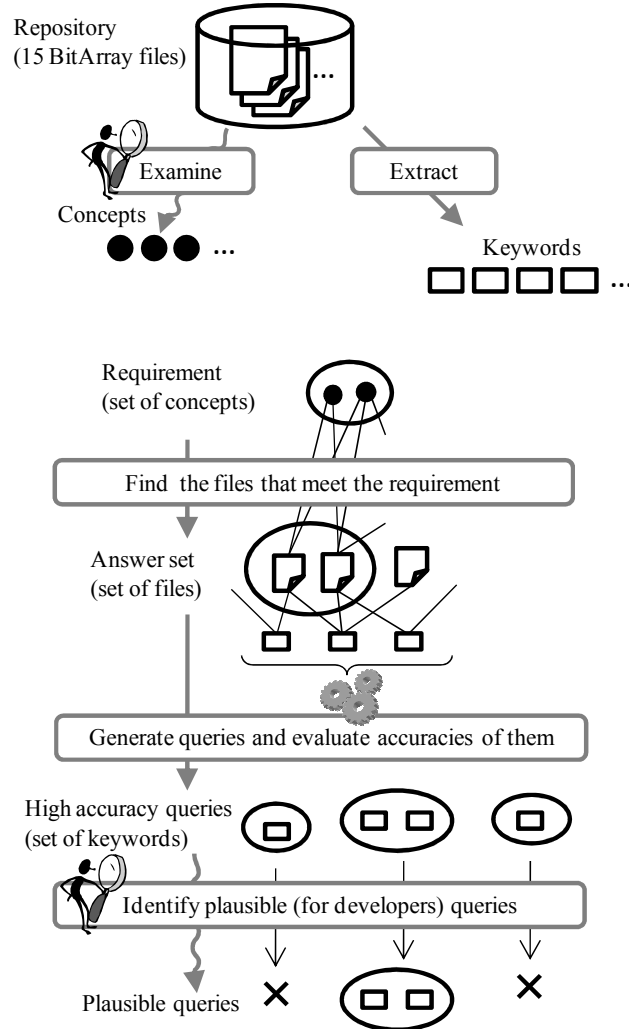 Repository
(15 BitArray files)
...
Examine
Extract
Concepts
...
Keywords
...
Requirement
(set of concepts)
Find the files that meet the requirement
Answer set
(set of files)
Generate queries and evaluate accuracies of them
High accuracy queries
(set of keywords)
Identify plausible (for developers) queries
Plausible queries